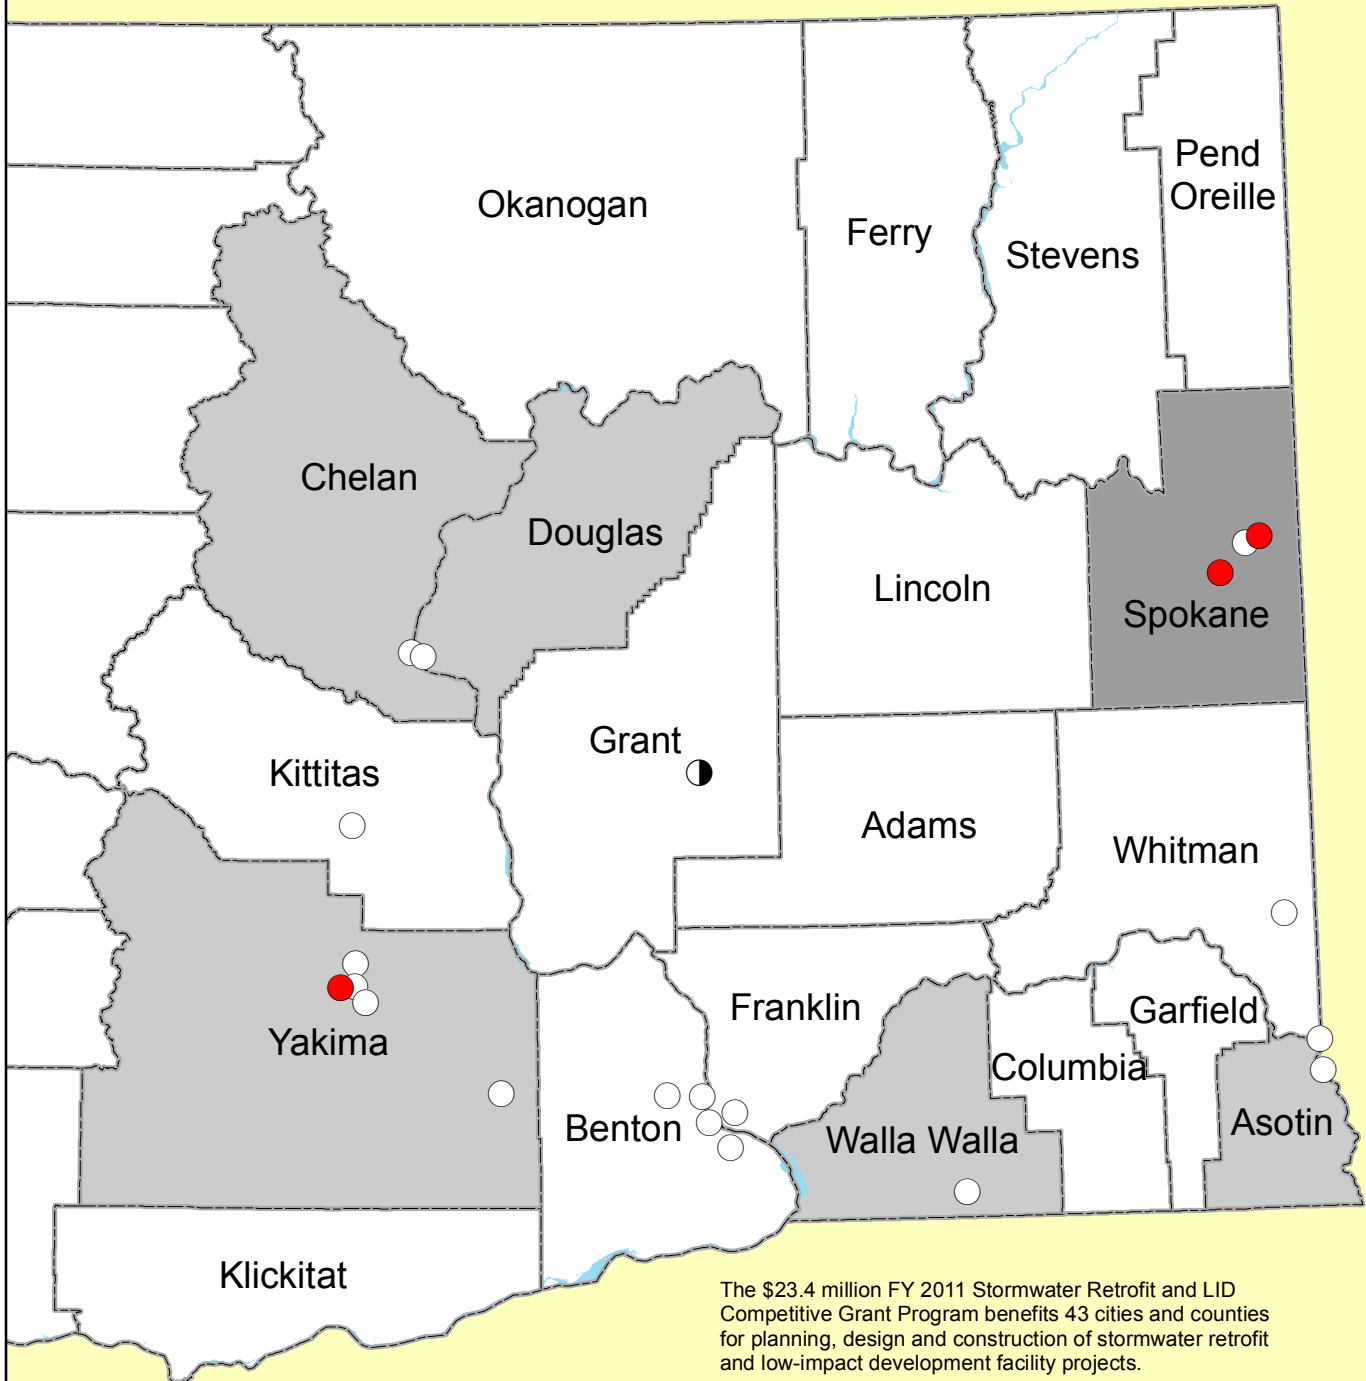 Okanogan
Ferry
Stevens
Pend
Oreille
Chelan
Douglas
Lincoln
Spokane
Grant
Kittitas
Adams
Whitman
Yakima
Franklin
Garfield
Columbia
Benton
Walla Walla
Asotin
Klickitat
The $23.4 million FY 2011 Stormwater Retrofit and LID
Competitive Grant Program benefits 43 cities and counties
for planning, design and construction of stormwater retrofit
and low-impact development facility projects.